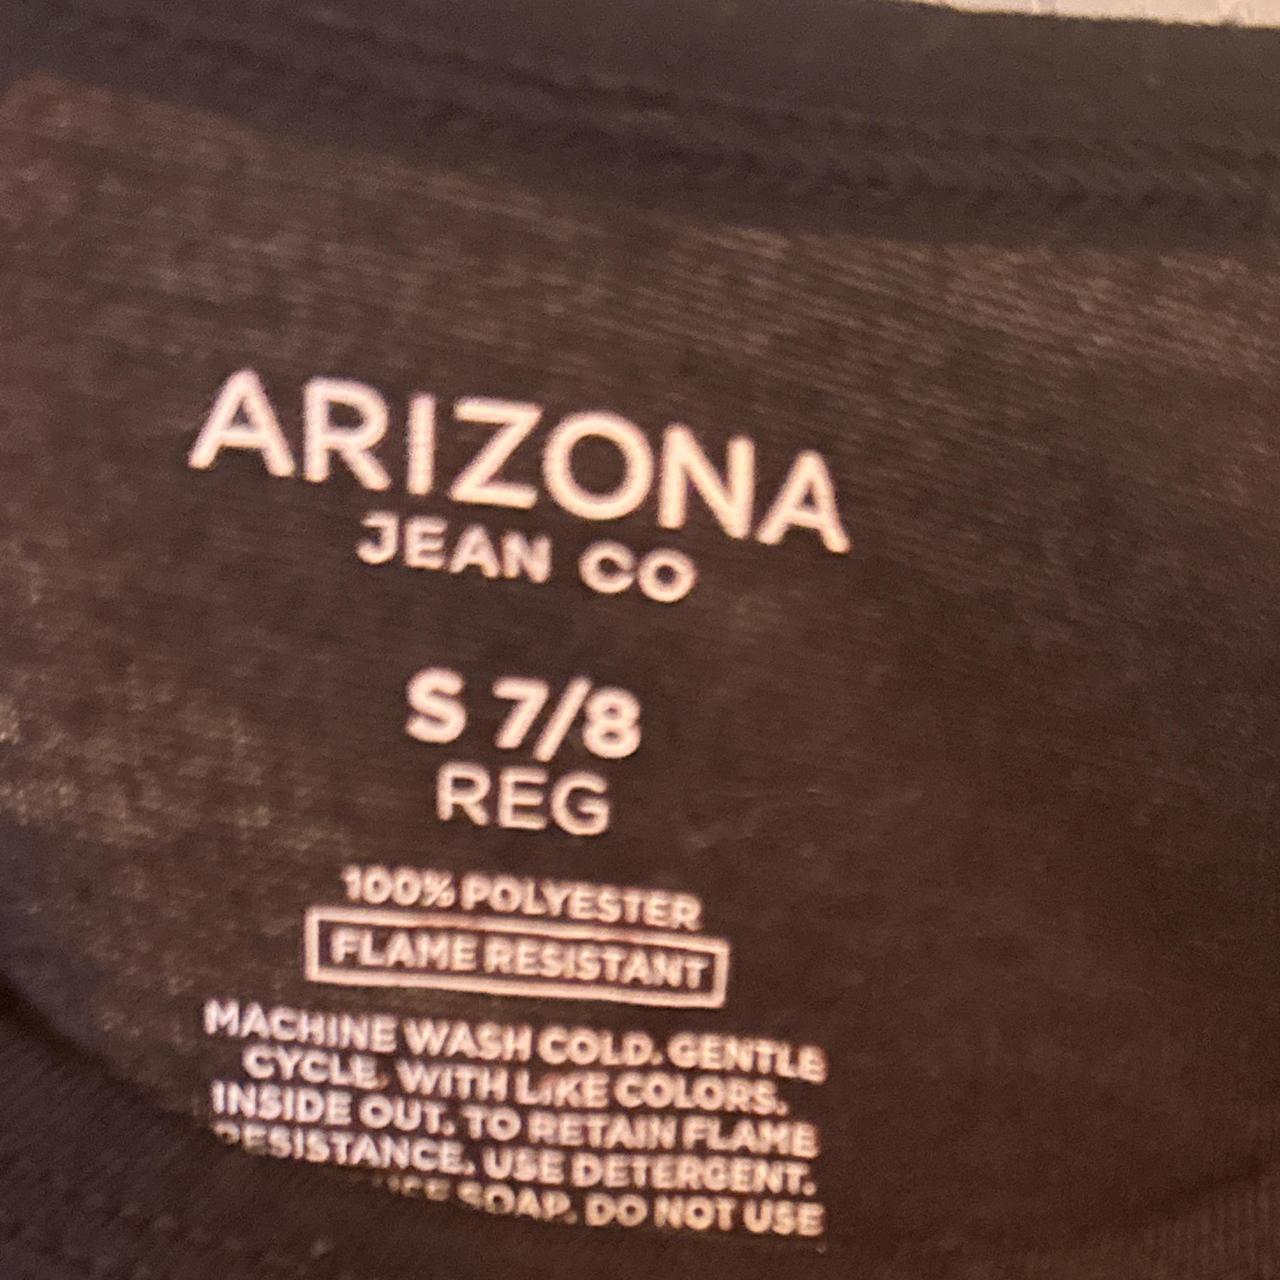 ARIZONA
JEAN CO
S 7/8
REG
100% POLYESTER
FLAME RESISTANT
MACHINE WASH COLD. GENTLE
CYCLE. WITH LIKE COLORS.
INSIDE OUT. TO RETAIN FLAME
RESISTANCE. USE DETERGENT.
SOAP. DO NOT USE